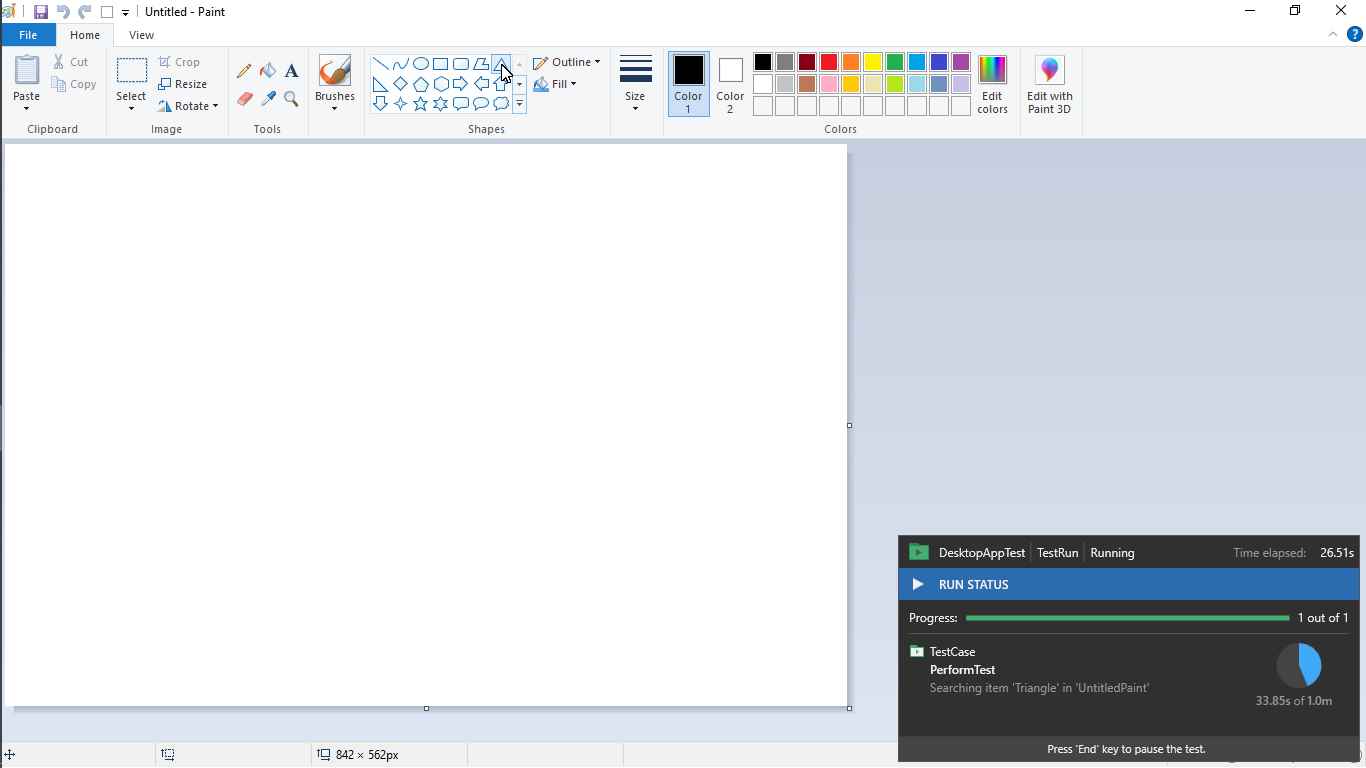 Untitled - Paint
File Home View
Paste
Cut
Copy
Clipboard
Select
Crop
Resize
Rotate
Image
A
Tools
Brushes
Shapes
Outline
Fill
Size
Color 1
Color 2
Colors
Edit colors
Edit with Paint 3D
?
DesktopAppTest TestRun Running Time elapsed: 26.51s
RUN STATUS
Progress: 1 out of 1
TestCase
PerformTest
Searching item 'Triangle' in 'UntitledPaint'
33.85s of 1.0m
Press 'End' key to pause the test.
842 × 562px